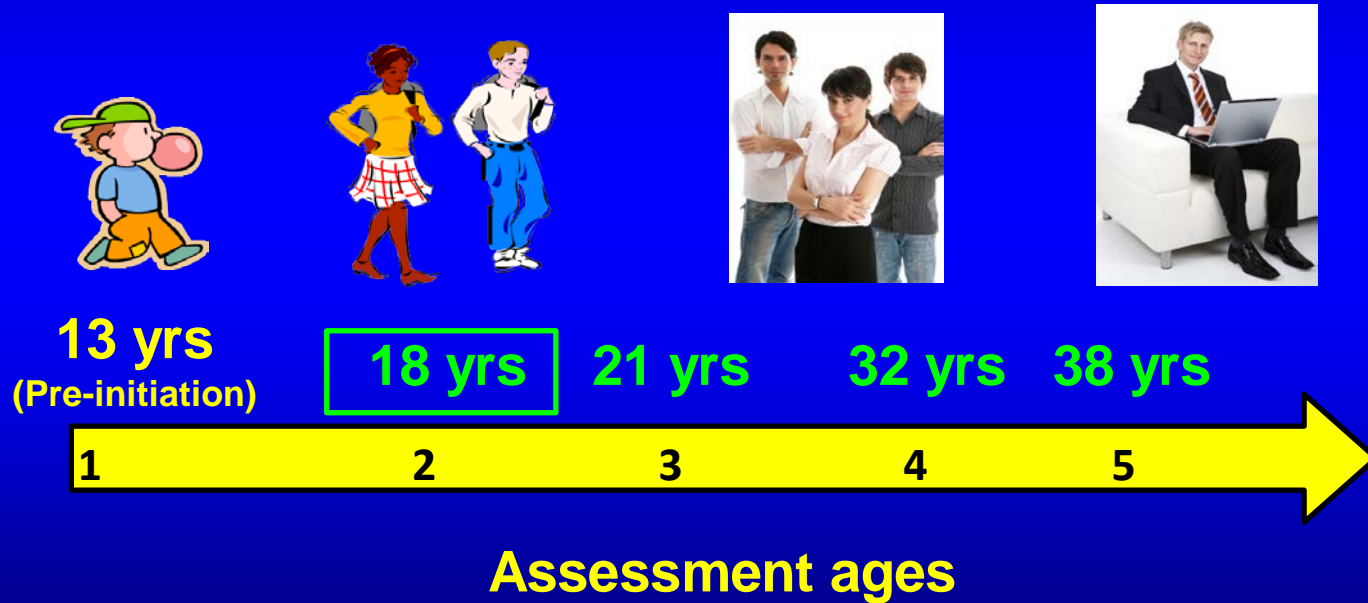 13 yrs
(Pre-initiation)
18 yrs 21 yrs 32 yrs 38 yrs
1 2 3 4 5
Assessment ages